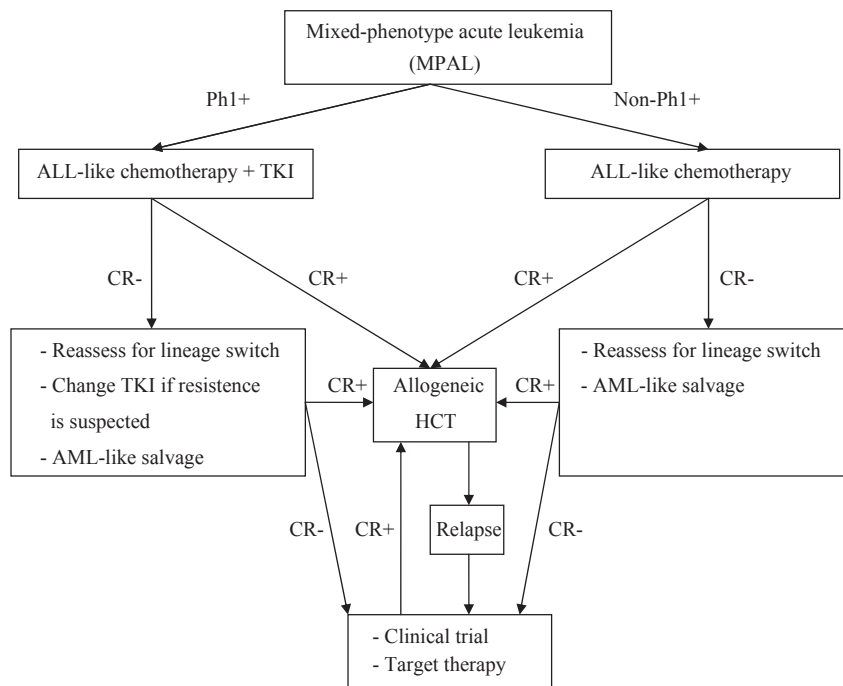 Mixed-phenotype acute leukemia
(MPAL)
Ph1+
Non-Ph1+
ALL-like chemotherapy + TKI
ALL-like chemotherapy
CR-
CR+
CR+
CR-
- Reassess for lineage switch
- Change TKI if resistence
is suspected
- AML-like salvage
CR+
Allogeneic
HCT
CR+
- Reassess for lineage switch
- AML-like salvage
CR-
CR+
Relapse
CR-
- Clinical trial
- Target therapy